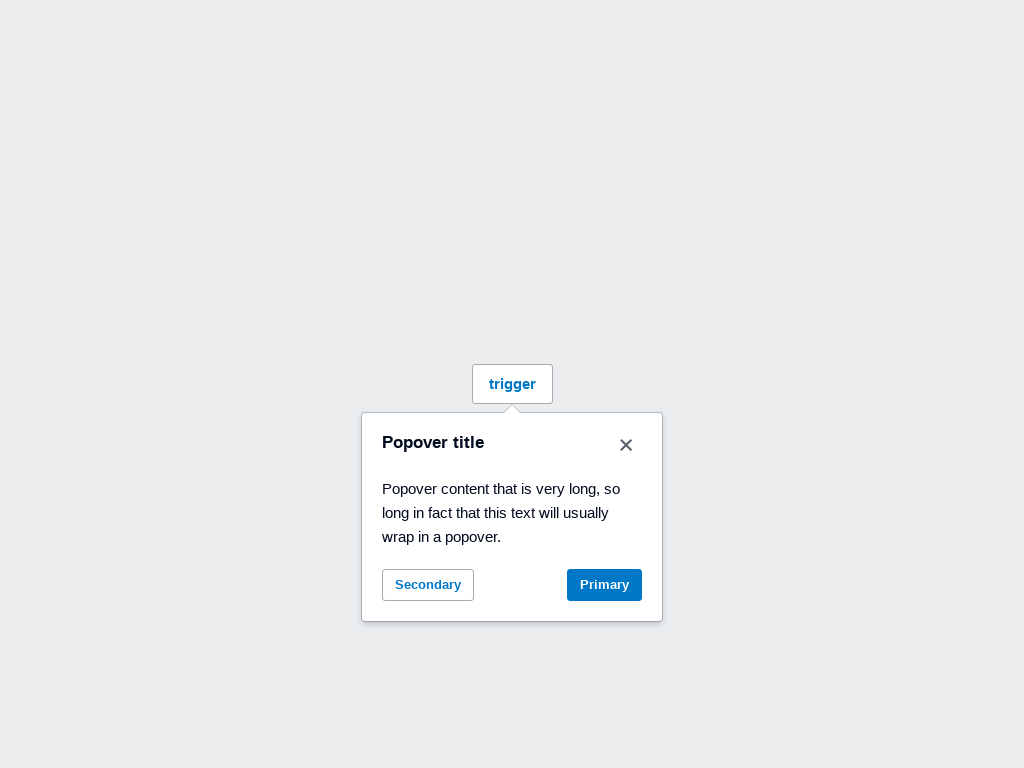 trigger
Popover title
Popover content that is very long, so
long in fact that this text will usually
wrap in a popover.
Secondary
Primary